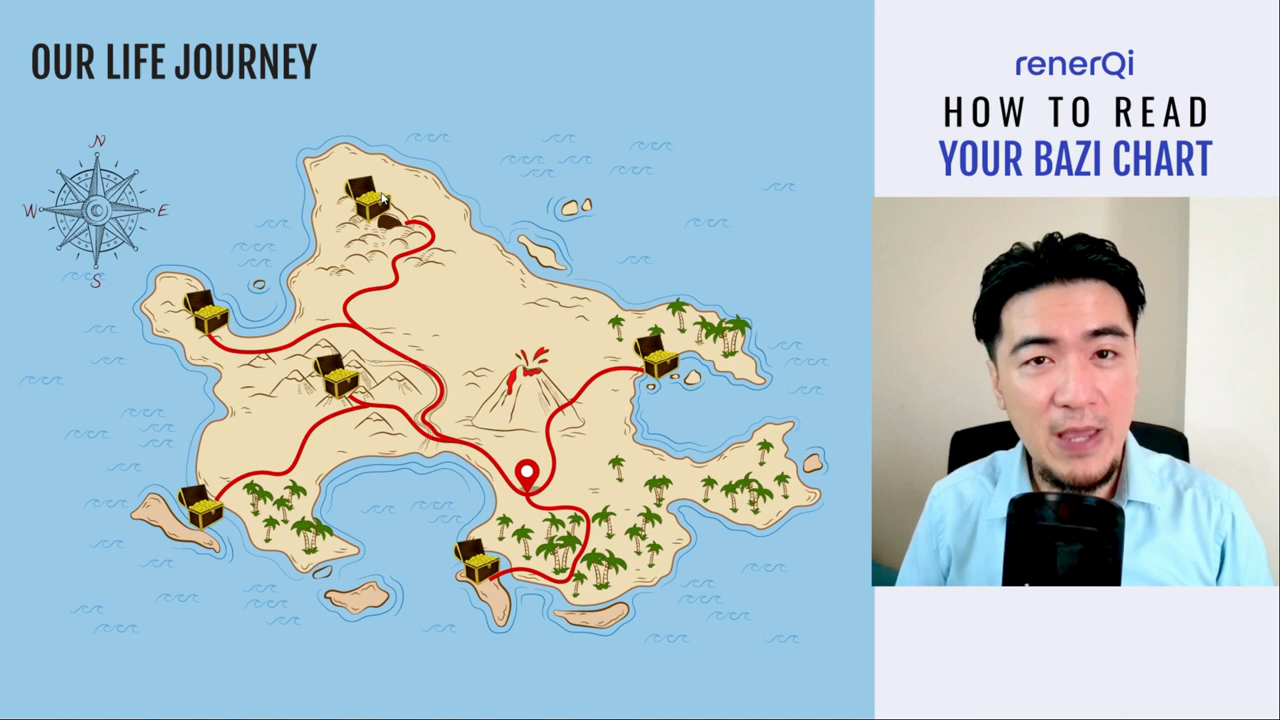 OUR LIFE JOURNEY
N
W
E
S
renerQi
HOW TO READ
YOUR BAZI CHART